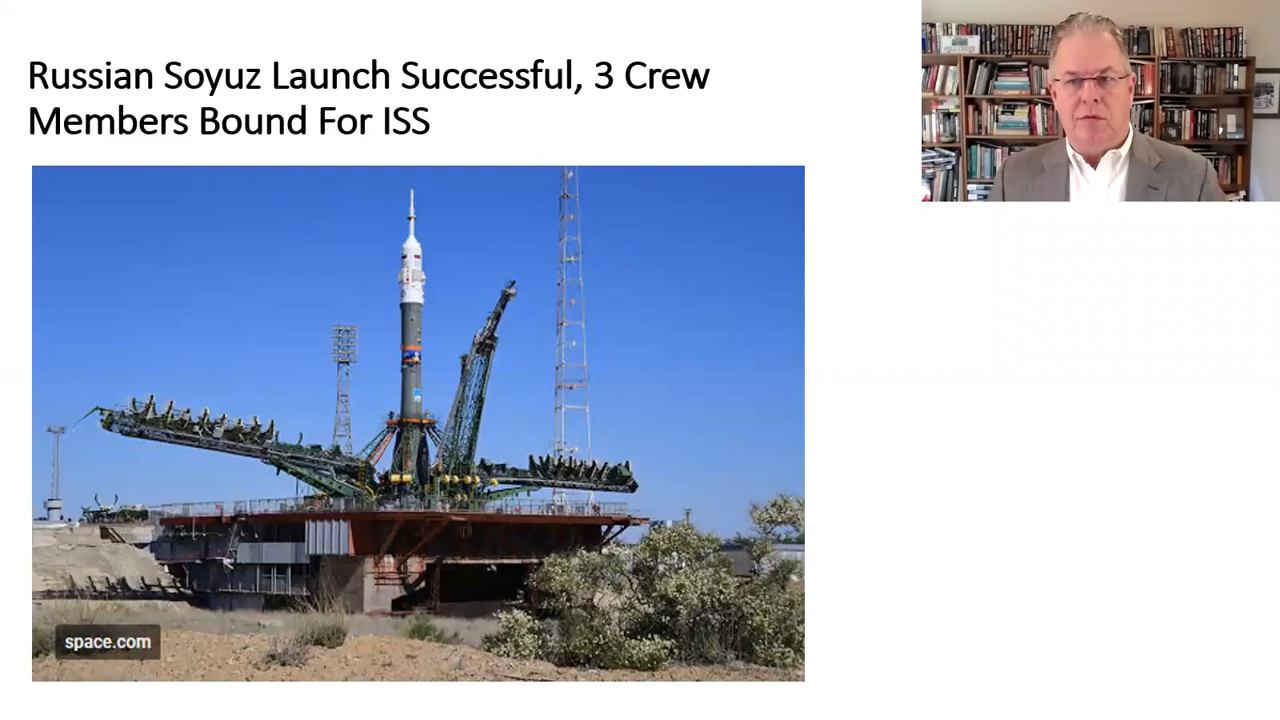 Russian Soyuz Launch Successful, 3 Crew
Members Bound For ISS
space.com